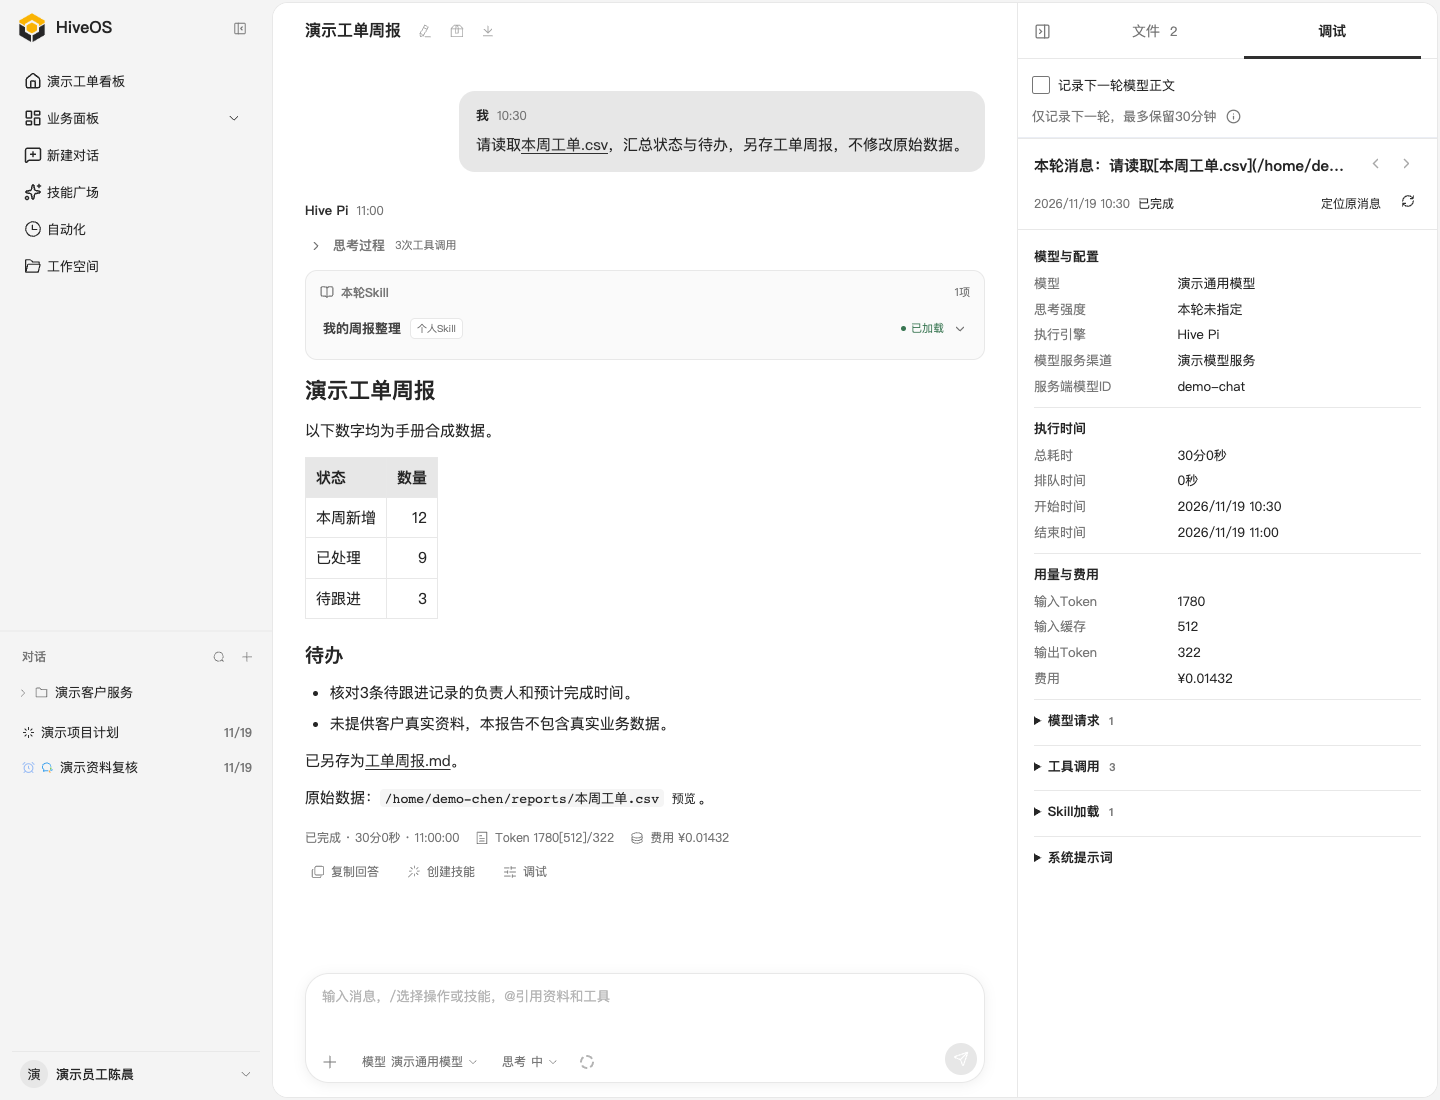 HiveOS
演示工单看板
业务面板
新建对话
技能广场
自动化
工作空间
对话
演示客户服务
演示项目计划 11/19
演示资料复核 11/19
演 演示员工陈晨
演示工单周报
我 10:30
请读取本周工单.csv，汇总状态与待办，另存工单周报，不修改原始数据。
Hive Pi 11:00
思考过程 3次工具调用
本轮Skill 1项
我的周报整理 个人Skill 已加载
演示工单周报
以下数字均为手册合成数据。
状态 数量
本周新增 12
已处理 9
待跟进 3
待办
• 核对3条待跟进记录的负责人和预计完成时间。
• 未提供客户真实资料，本报告不包含真实业务数据。
已另存为工单周报.md。
原始数据： /home/demo-chen/reports/本周工单.csv 预览 。
已完成 · 30分0秒 · 11:00:00 Token 1780[512]/322 费用 ¥0.01432
复制回答 创建技能 调试
输入消息，/选择操作或技能，@引用资料和工具
模型 演示通用模型 思考 中
文件 2 调试
记录下一轮模型正文
仅记录下一轮，最多保留30分钟
本轮消息：请读取[本周工单.csv](/home/de...
2026/11/19 10:30 已完成 定位原消息
模型与配置
模型 演示通用模型
思考强度 本轮未指定
执行引擎 Hive Pi
模型服务渠道 演示模型服务
服务端模型ID demo-chat
执行时间
总耗时 30分0秒
排队时间 0秒
开始时间 2026/11/19 10:30
结束时间 2026/11/19 11:00
用量与费用
输入Token 1780
输入缓存 512
输出Token 322
费用 ¥0.01432
模型请求 1
工具调用 3
Skill加载 1
系统提示词